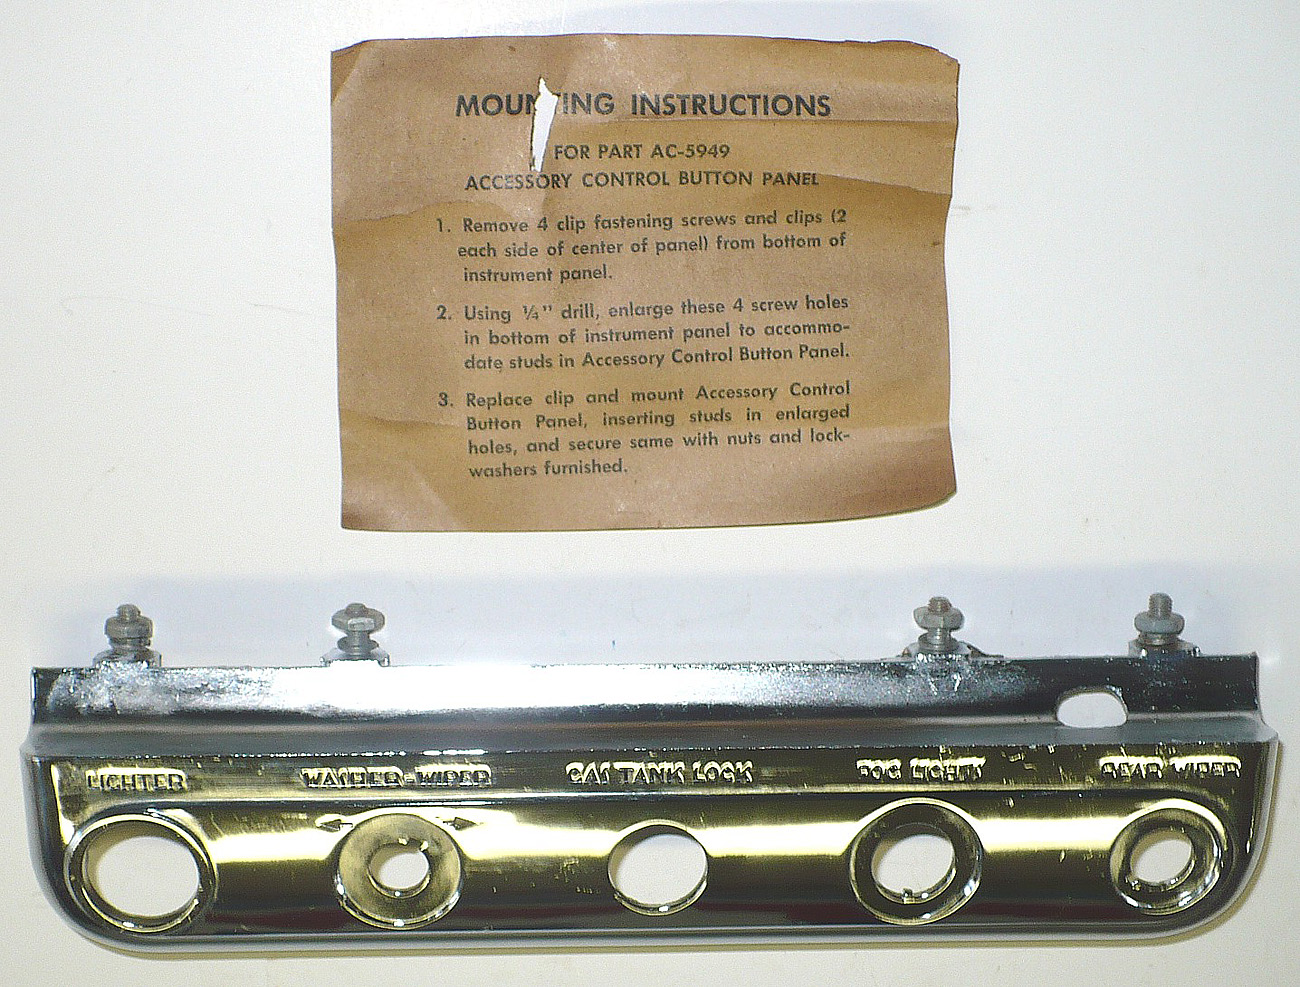 MOUNTING INSTRUCTIONS
FOR PART AC-5949
ACCESSORY CONTROL BUTTON PANEL
1. Remove 4 clip fastening screws and clips (2
each side of center of panel) from bottom of
instrument panel.
2. Using ¼" drill, enlarge these 4 screw holes
in bottom of instrument panel to accommo-
date studs in Accessory Control Button Panel.
3. Replace clip and mount Accessory Control
Button Panel, inserting studs in enlarged
holes, and secure same with nuts and lock-
washers furnished.
LIGHTER WASHER-WIPER GAS TANK LOCK FOG LIGHTS REAR WIPER